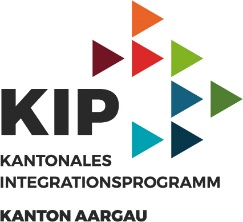 KIP
KANTONALES
INTEGRATIONSPROGRAMM
KANTON AARGAU